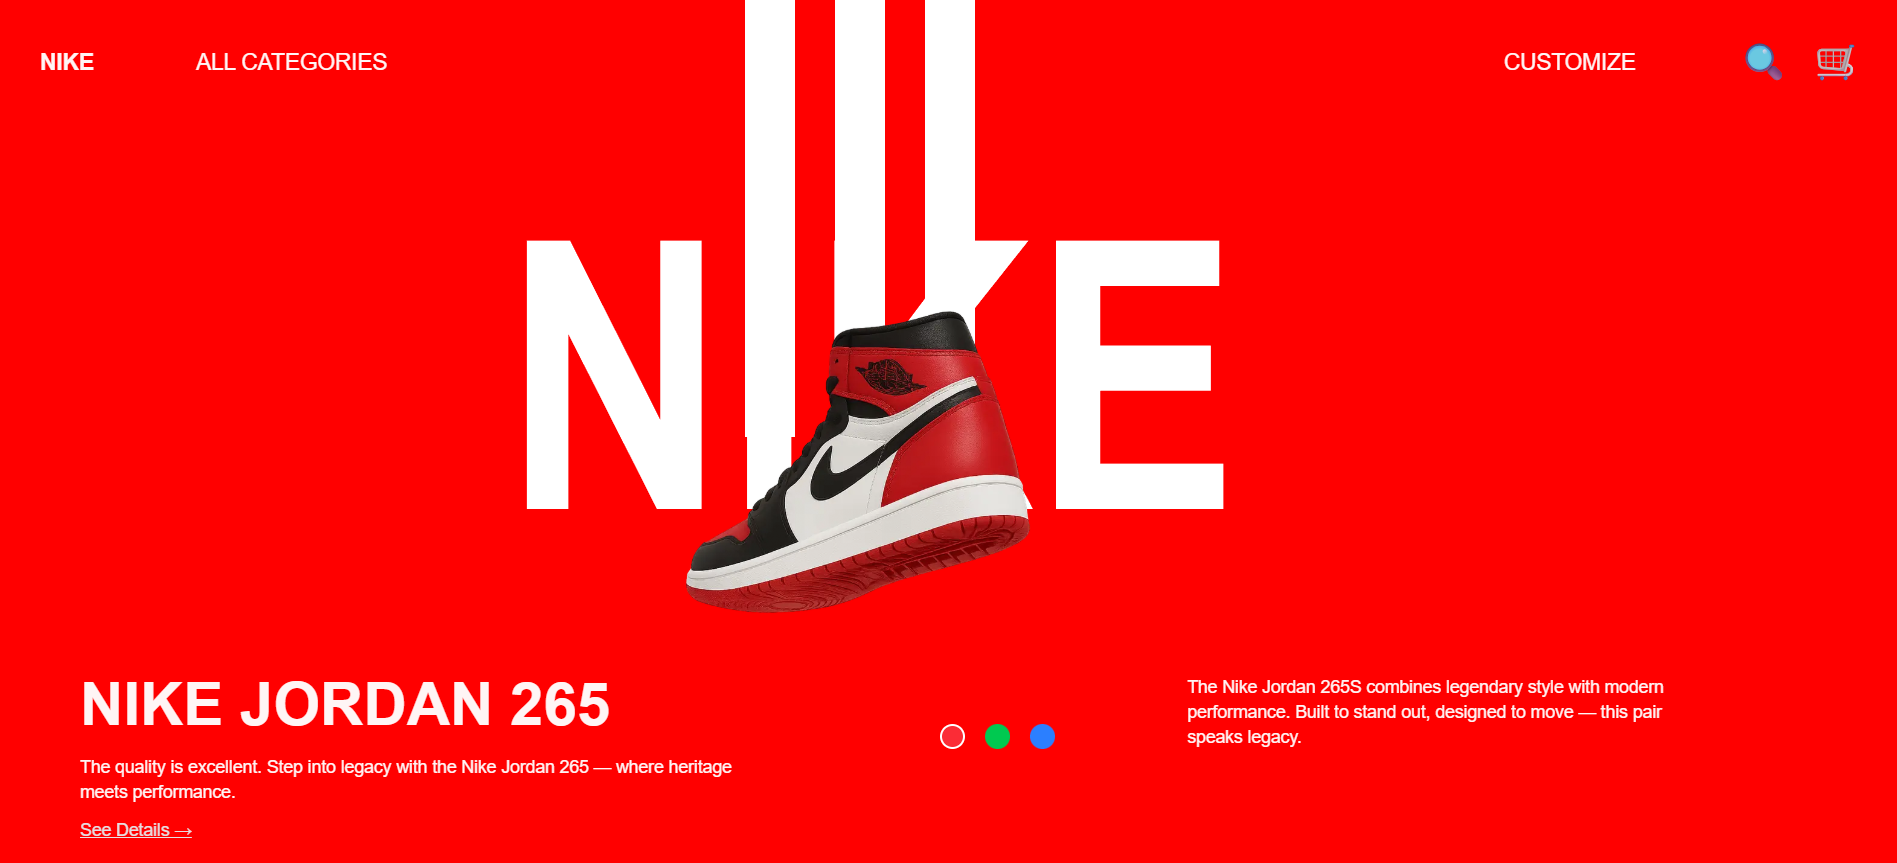 NIKE
ALL CATEGORIES
CUSTOMIZE
NIKE
NIKE JORDAN 265
The quality is excellent. Step into legacy with the Nike Jordan 265 — where heritage
meets performance.
See Details →
The Nike Jordan 265S combines legendary style with modern
performance. Built to stand out, designed to move — this pair
speaks legacy.